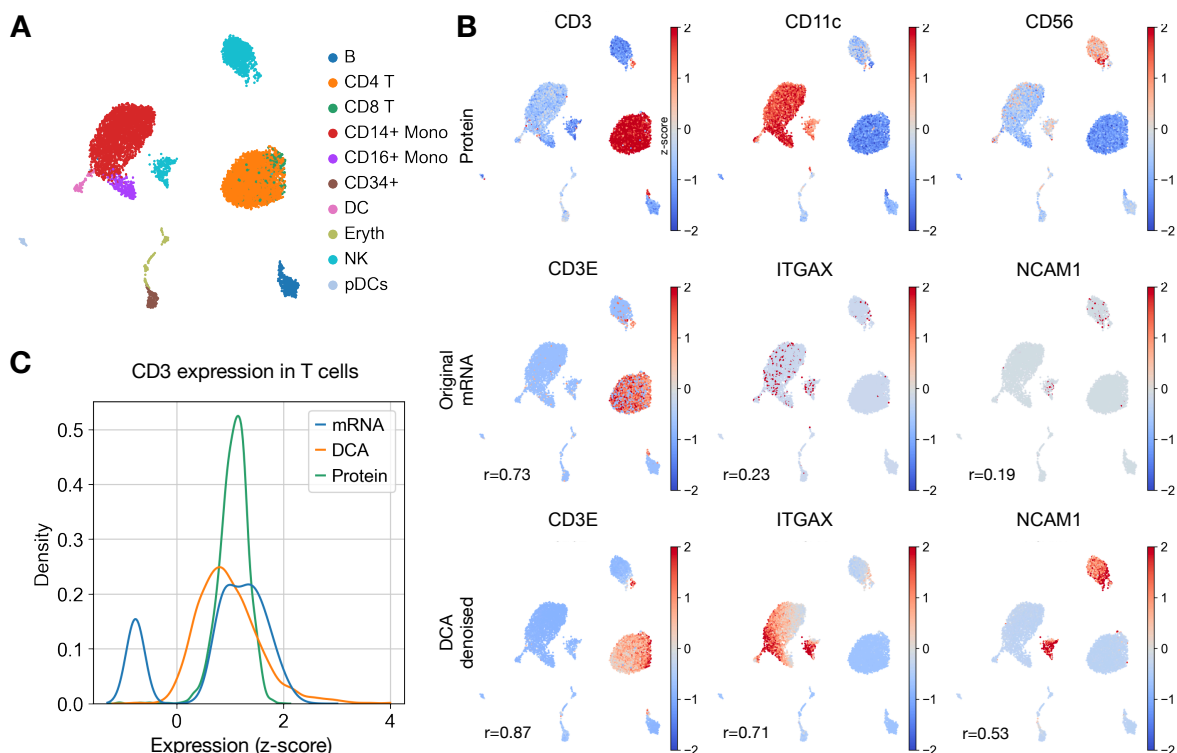 A
B
CD4 T
CD8 T
CD14+ Mono
CD16+ Mono
CD34+
DC
Eryth
NK
pDCs
B
CD3
CD11c
CD56
Protein
2
1
0
−1
−2
z-score
2
1
0
−1
−2
2
1
0
−1
−2
CD3E
ITGAX
NCAM1
Original
mRNA
r=0.73
2
1
0
−1
−2
r=0.23
2
1
0
−1
−2
r=0.19
2
1
0
−1
−2
CD3E
ITGAX
NCAM1
DCA
denoised
r=0.87
2
1
0
−1
−2
r=0.71
2
1
0
−1
−2
r=0.53
2
1
0
−1
−2
C
CD3 expression in T cells
mRNA
DCA
Protein
Density
0.5
0.4
0.3
0.2
0.1
0.0
0
2
4
Expression (z-score)